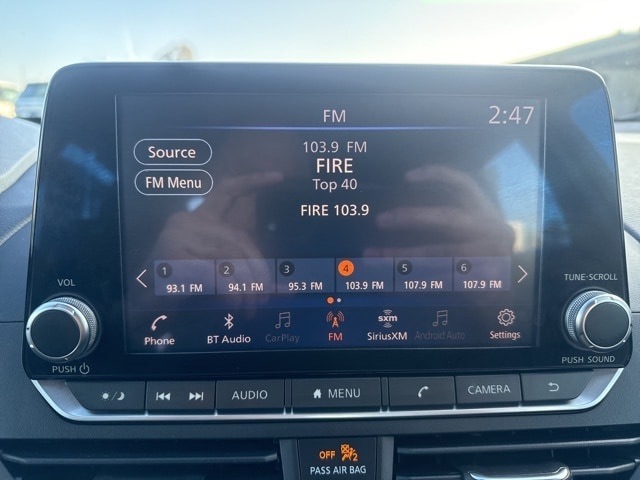 FM
2:47
Source
FM Menu
103.9 FM
FIRE
Top 40
FIRE 103.9
1 2 3 4 5 6
93.1 FM 94.1 FM 95.3 FM 103.9 FM 107.9 FM 107.9 FM
Phone BT Audio CarPlay FM sxm SiriusXM Android Auto Settings
VOL
PUSH
TUNE-SCROLL
PUSH SOUND
AUDIO MENU CAMERA
OFF 2
PASS AIR BAG